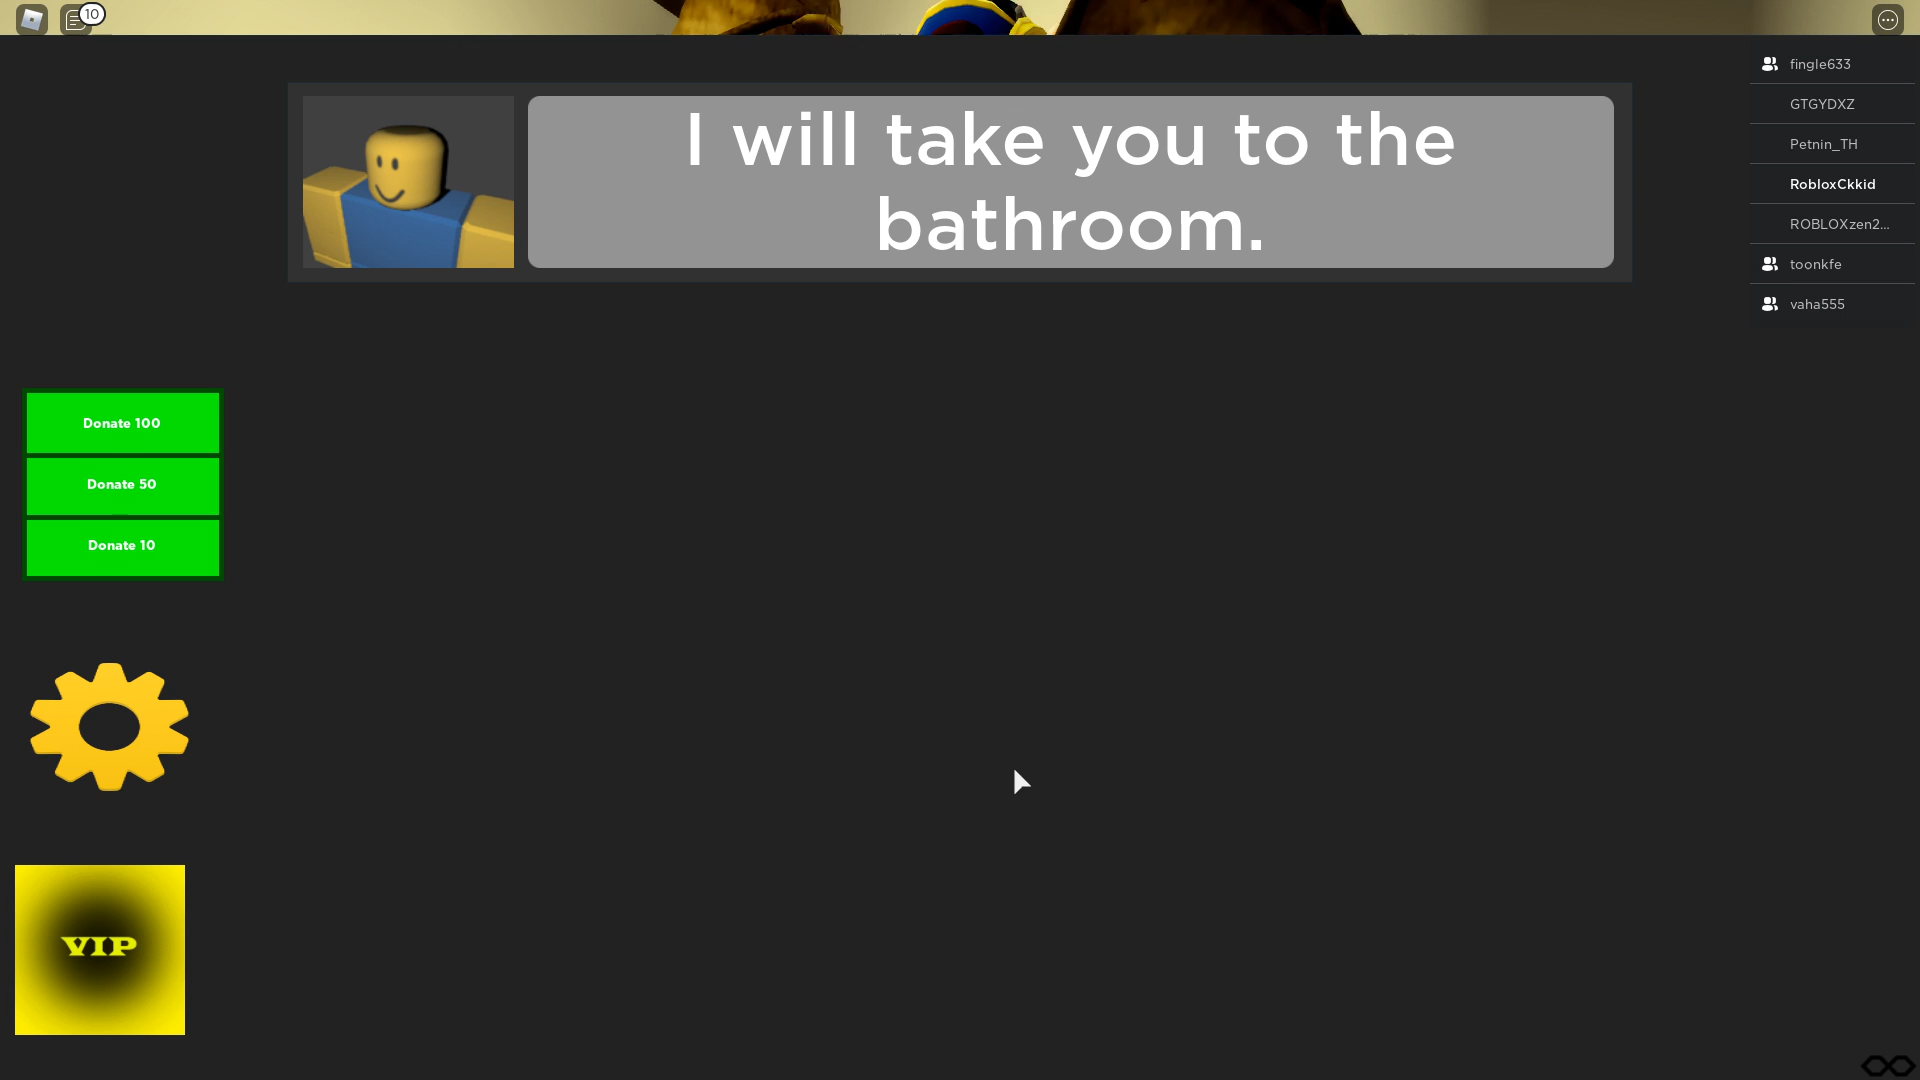 10
fingle633
GTGYDXZ
Petnin_TH
RobloxCkkid
ROBLOXzen2...
toonkfe
vaha555
I will take you to the
bathroom.
Donate 100
Donate 50
Donate 10
VIP